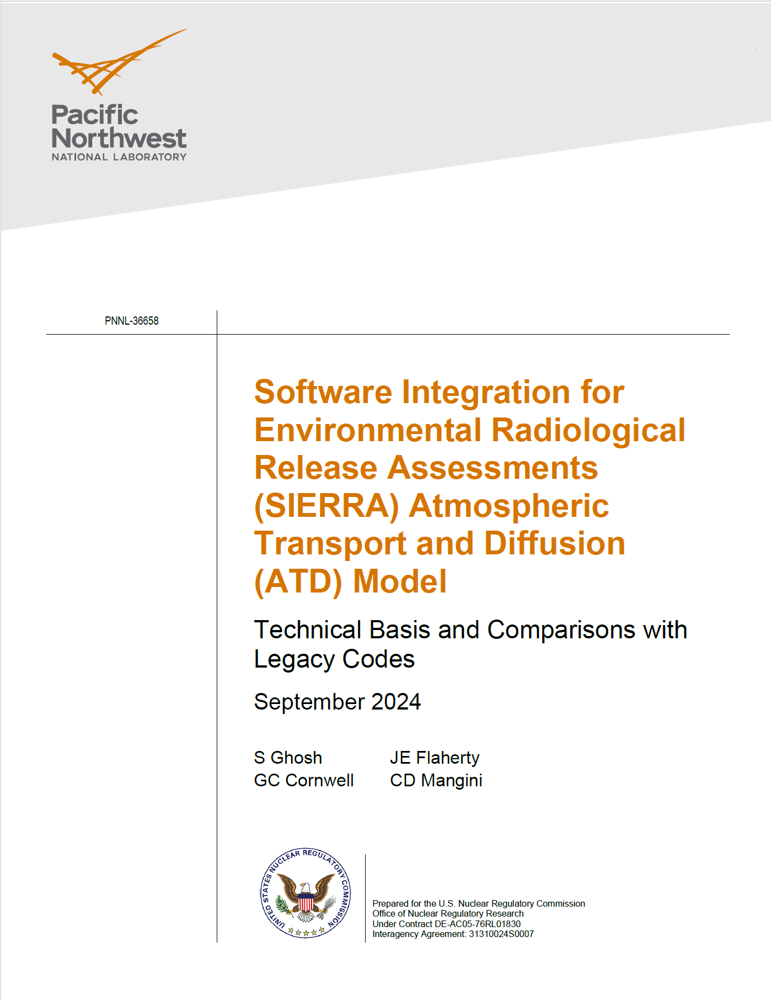 Pacific
Northwest
NATIONAL LABORATORY
PNNL-36658
Software Integration for
Environmental Radiological
Release Assessments
(SIERRA) Atmospheric
Transport and Diffusion
(ATD) Model
Technical Basis and Comparisons with
Legacy Codes
September 2024
S Ghosh JE Flaherty
GC Cornwell CD Mangini
UNITED STATES NUCLEAR REGULATORY COMMISSION
Prepared for the U.S. Nuclear Regulatory Commission
Office of Nuclear Regulatory Research
Under Contract DE-AC05-76RL01830
Interagency Agreement: 31310024S0007